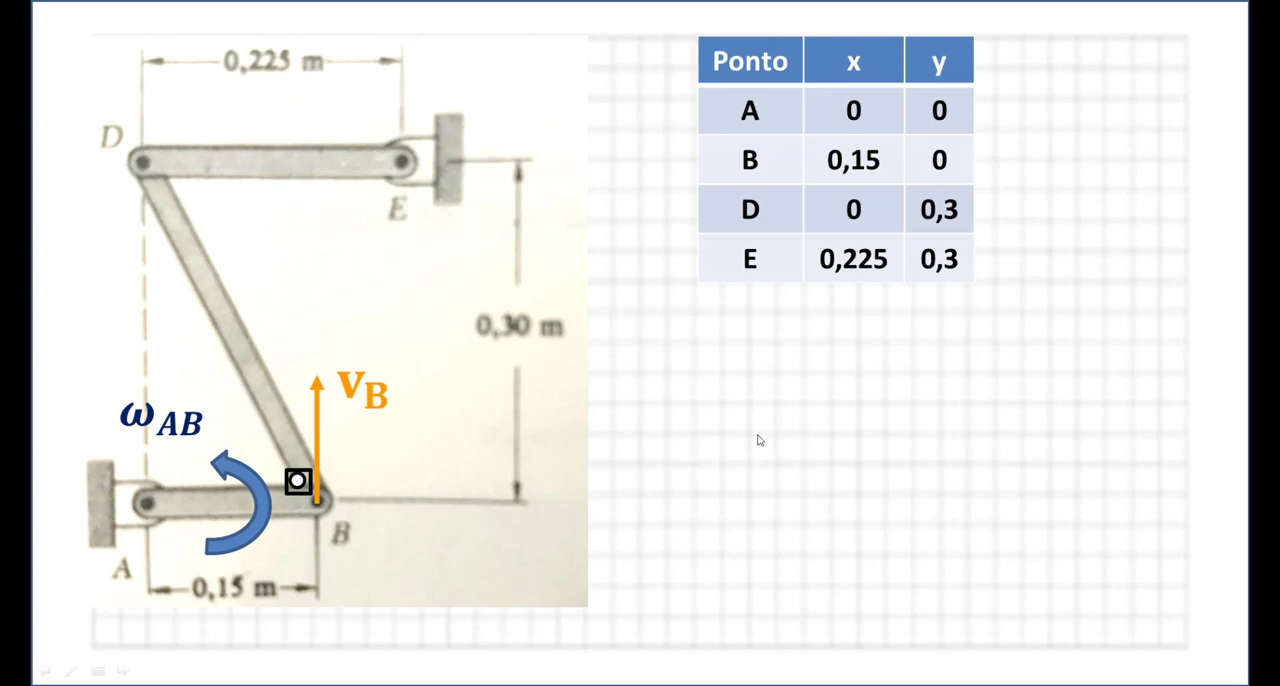 0,225 m
D
E
0,30 m
v_B
ω_AB
B
A
0,15 m
Ponto x y
A 0 0
B 0,15 0
D 0 0,3
E 0,225 0,3